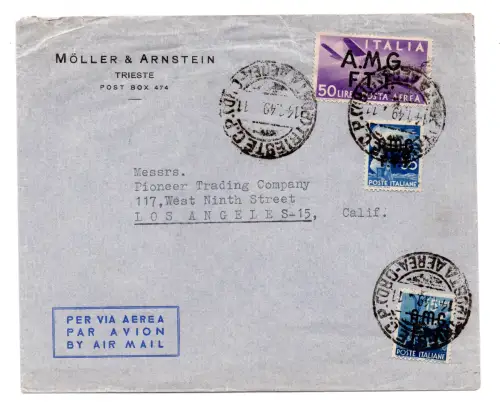 MÖLLER & ARNSTEIN
TRIESTE
POST BOX 474
ITALIA
A.M.G.
F.T.T.
50 LIRE POSTA AEREA
POSTE ITALIANE
Messrs.
Pioneer Trading Company
117,West Ninth Street
LOS ANGELES-15, Calif.
PER VIA AEREA
PAR AVION
BY AIR MAIL
POSTE ITALIANE